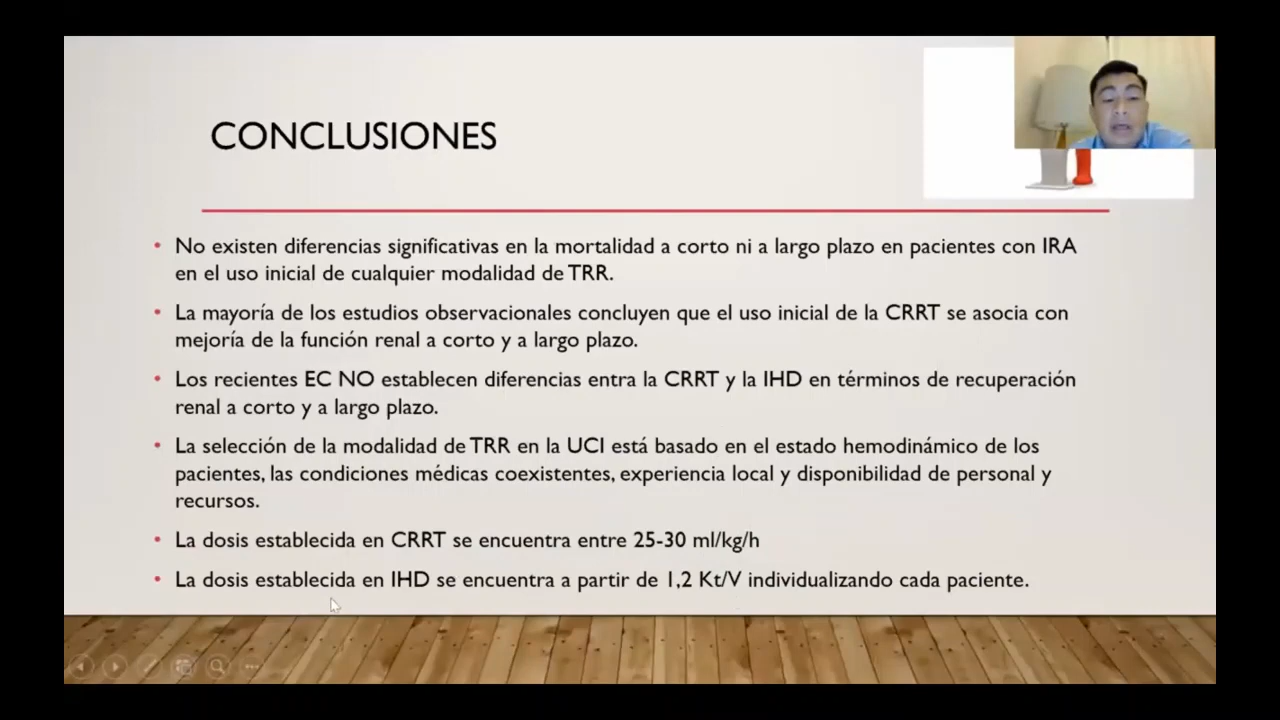 CONCLUSIONES
• No existen diferencias significativas en la mortalidad a corto ni a largo plazo en pacientes con IRA
en el uso inicial de cualquier modalidad de TRR.
• La mayoría de los estudios observacionales concluyen que el uso inicial de la CRRT se asocia con
mejoría de la función renal a corto y a largo plazo.
• Los recientes EC NO establecen diferencias entra la CRRT y la IHD en términos de recuperación
renal a corto y a largo plazo.
• La selección de la modalidad de TRR en la UCI está basado en el estado hemodinámico de los
pacientes, las condiciones médicas coexistentes, experiencia local y disponibilidad de personal y
recursos.
• La dosis establecida en CRRT se encuentra entre 25-30 ml/kg/h
• La dosis establecida en IHD se encuentra a partir de 1,2 Kt/V individualizando cada paciente.